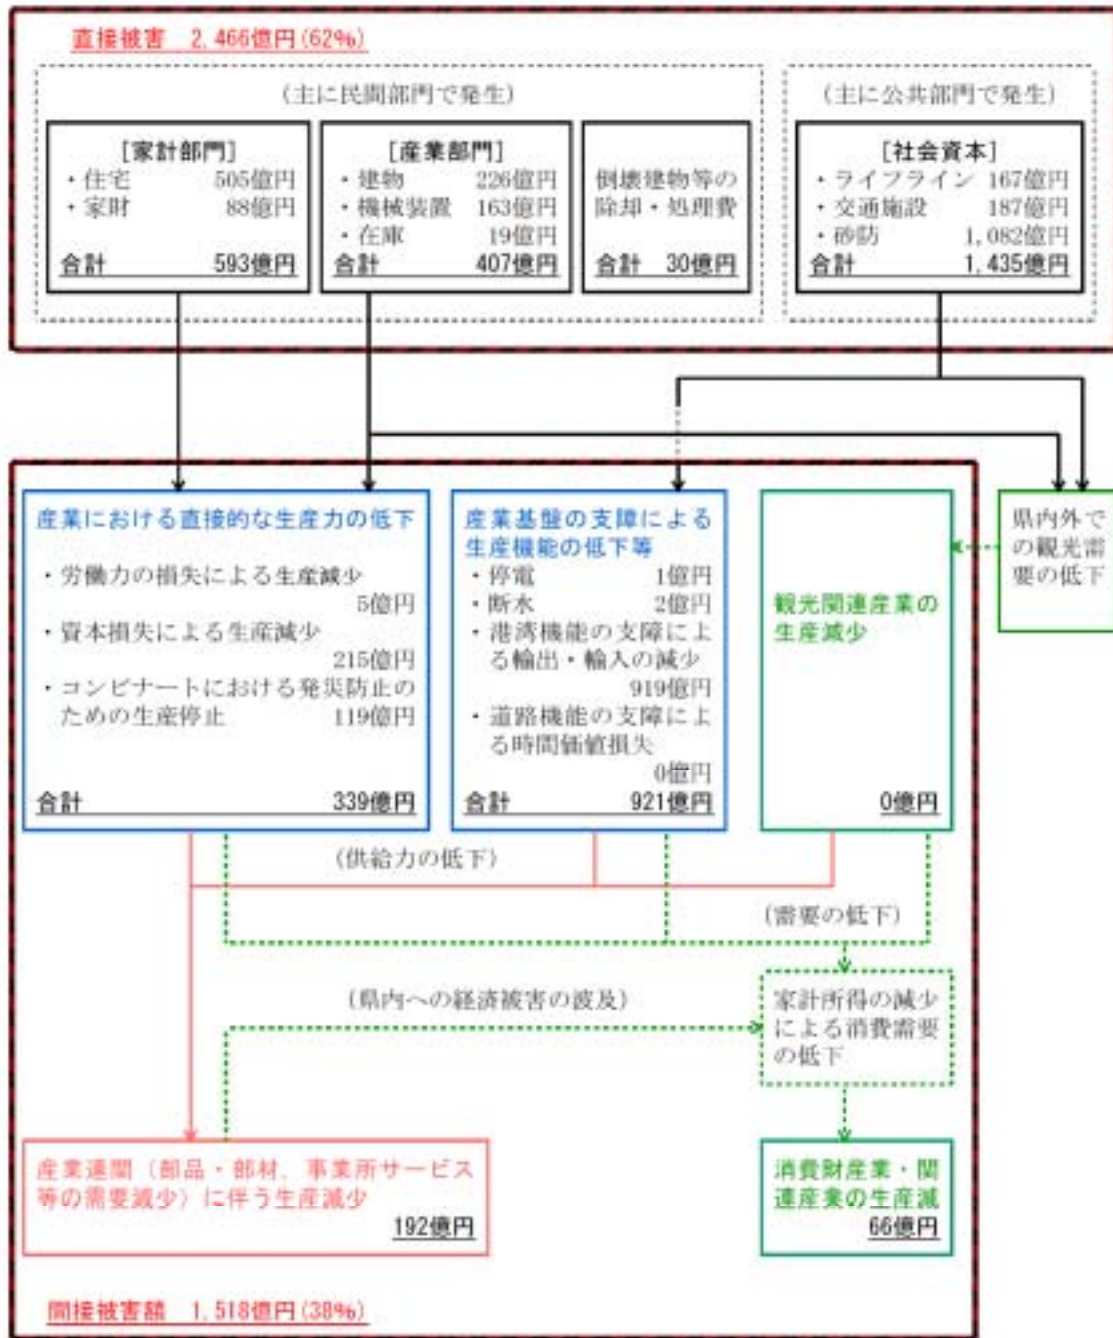 直接被害 2,466億円(62%)
(主に民間部門で発生)
[家計部門]
・住宅 505億円
・家財 88億円
合計 593億円
[産業部門]
・建物 226億円
・機械装置 163億円
・在庫 19億円
合計 407億円
倒壊建物等の
除却・処理費
合計 30億円
(主に公共部門で発生)
[社会資本]
・ライフライン 167億円
・交通施設 187億円
・砂防 1,082億円
合計 1,435億円
産業における直接的な生産力の低下
・労働力の損失による生産減少
5億円
・資本損失による生産減少
215億円
・コンビナートにおける発災防止の
ための生産停止 119億円
合計 339億円
産業基盤の支障による
生産機能の低下等
・停電 1億円
・断水 2億円
・港湾機能の支障によ
る輸出・輸入の減少
919億円
・道路機能の支障によ
る時間価値損失
0億円
合計 921億円
観光関連産業の
生産減少
0億円
県内外で
の観光需
要の低下
(供給力の低下)
(需要の低下)
(県内への経済被害の波及)
家計所得の減少
による消費需要
の低下
産業連関（部品・部材、事業所サービス
等の需要減少）に伴う生産減少
192億円
消費財産業・関
連産業の生産減
66億円
間接被害額 1,518億円(38%)